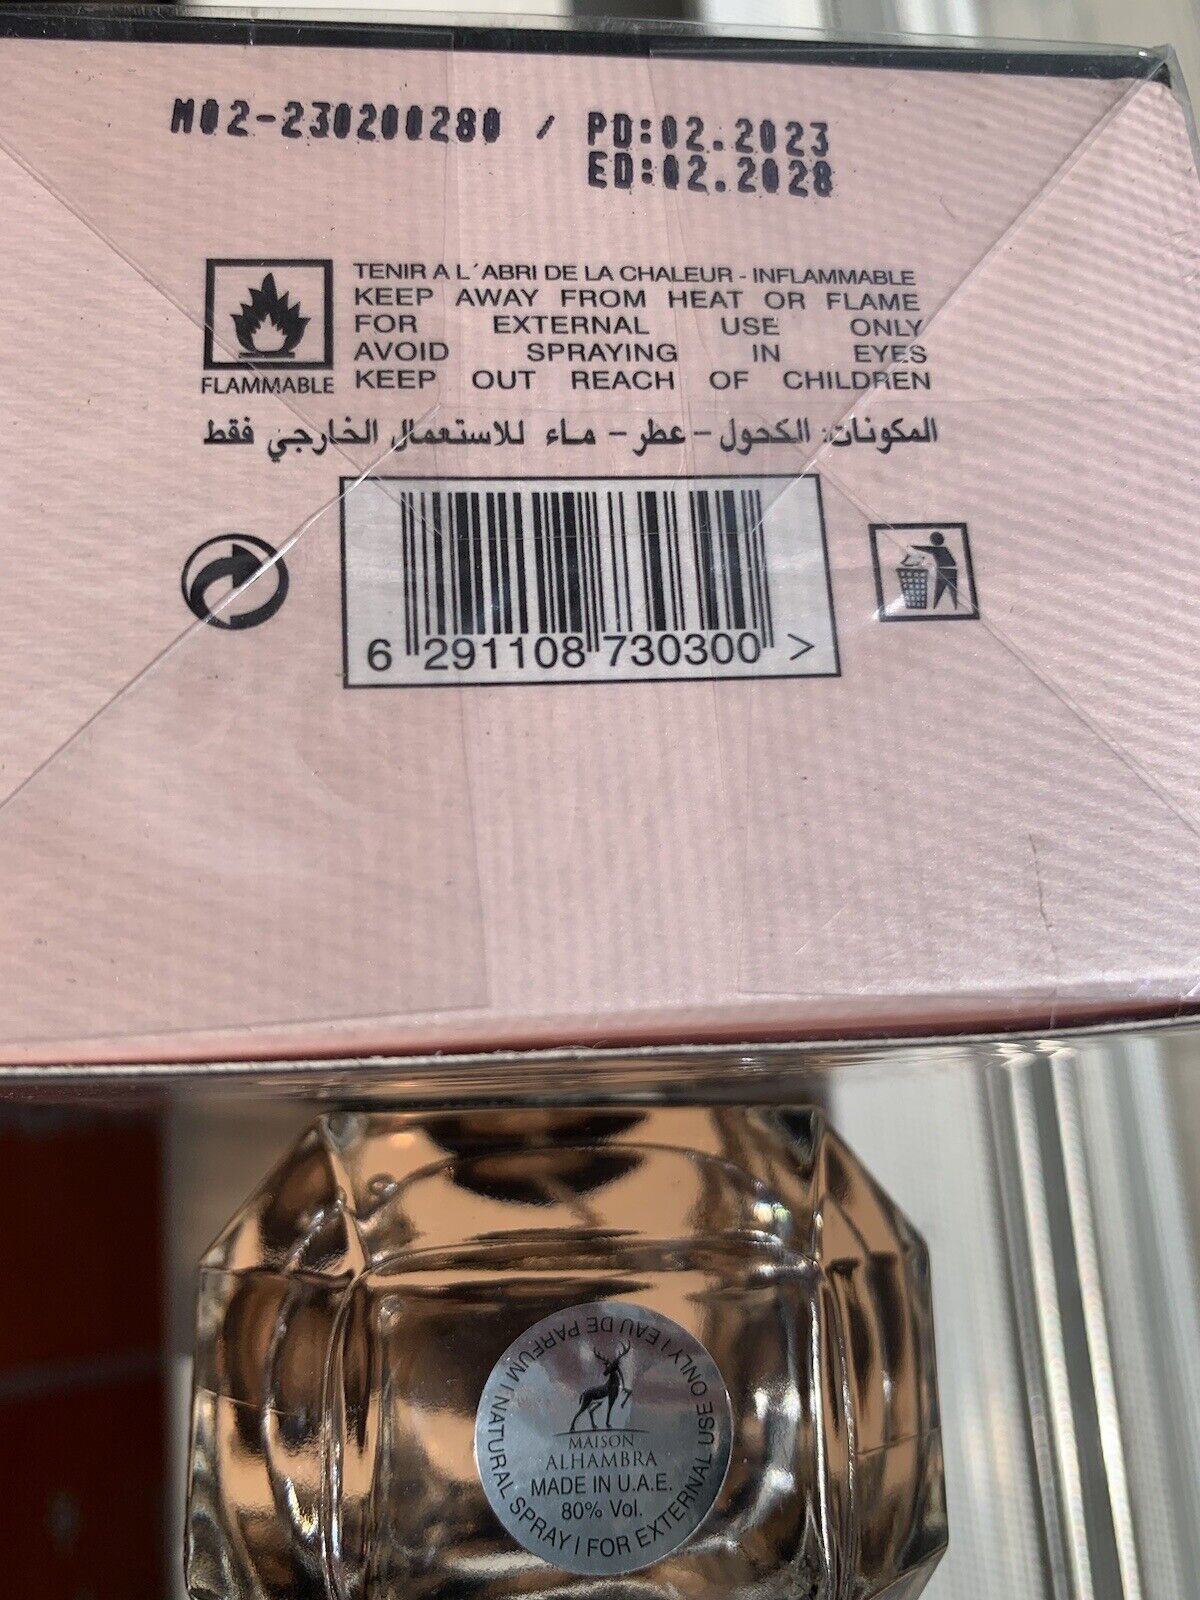 M02-230200280 / PD:02.2023
ED:02.2028
TENIR A L´ABRI DE LA CHALEUR - INFLAMMABLE
KEEP AWAY FROM HEAT OR FLAME
FOR EXTERNAL USE ONLY
AVOID SPRAYING IN EYES
KEEP OUT REACH OF CHILDREN
FLAMMABLE
المكونات: الكحول - عطر - ماء للاستعمال الخارجي فقط
6 291108 730300 >
EAU DE PARFUM / NATURAL SPRAY / FOR EXTERNAL USE ONLY /
MAISON
ALHAMBRA
MADE IN U.A.E.
80% Vol.